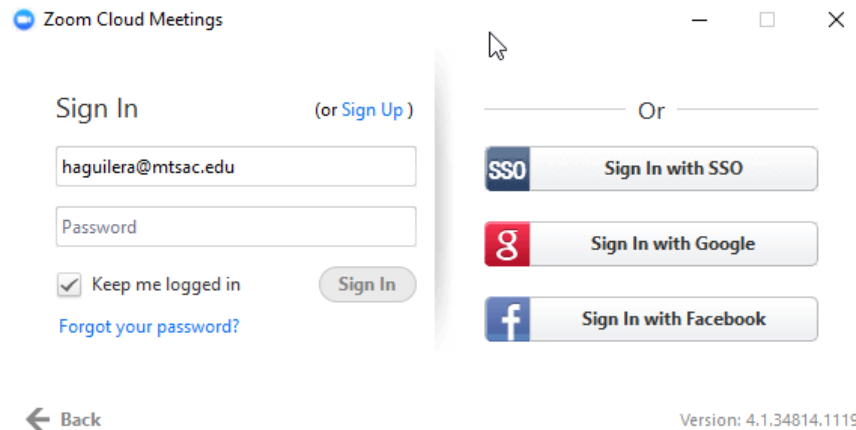 Zoom Cloud Meetings
Sign In
(or Sign Up )
haguilera@mtsac.edu
Password
Keep me logged in
Sign In
Forgot your password?
Or
SSO Sign In with SSO
g Sign In with Google
f Sign In with Facebook
Back
Version: 4.1.34814.1119